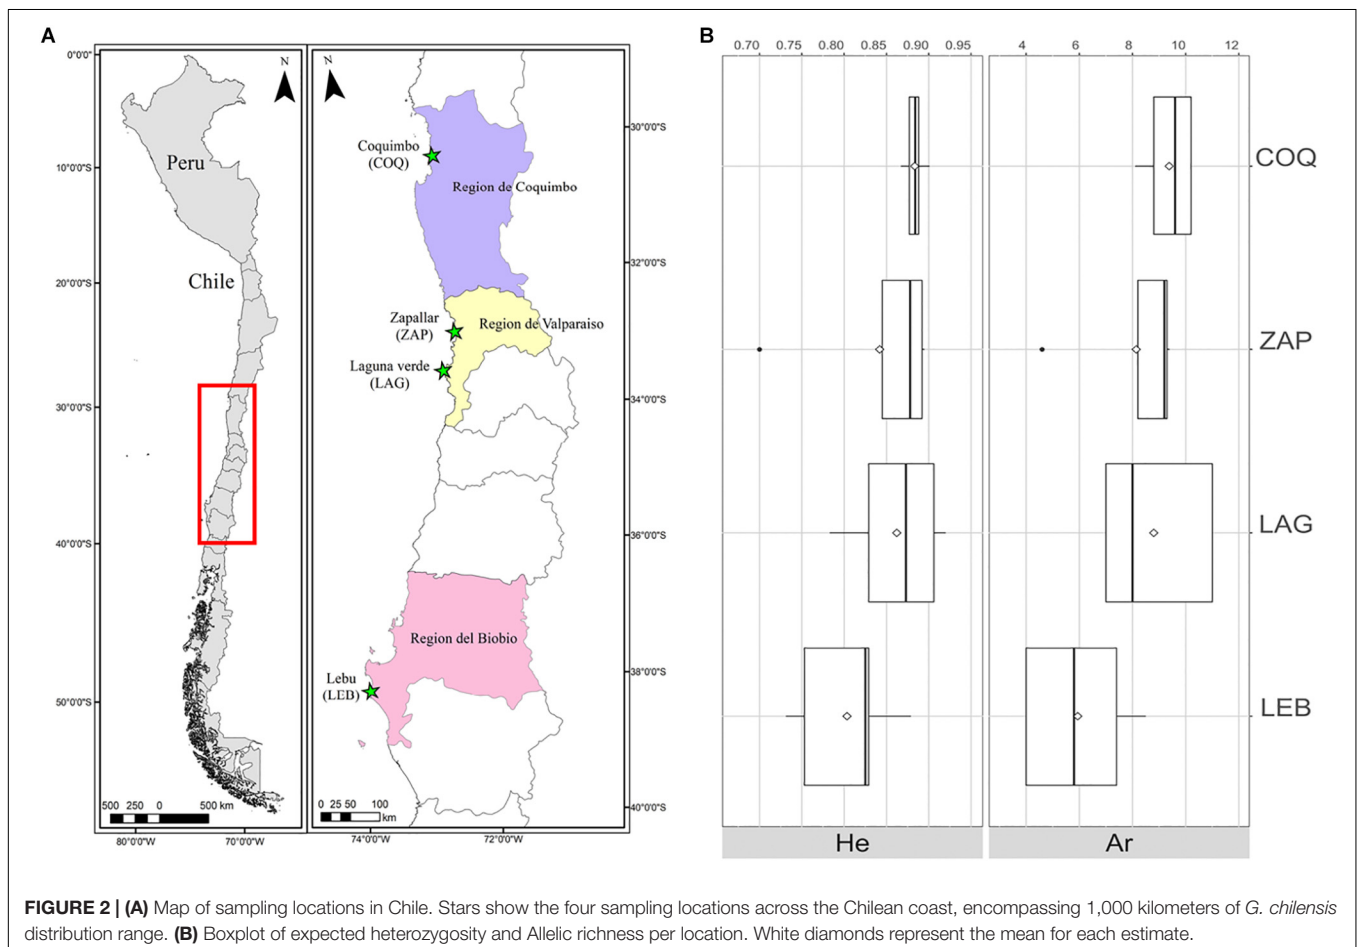 A
B
0°0'0"
10°0'0"S
20°0'0"S
30°0'0"S
40°0'0"S
50°0'0"S
80°0'0"W
70°0'0"W
N
Peru
Chile
500 250 0 500 km
N
Coquimbo
(COQ)
Region de Coquimbo
Zapallar
(ZAP)
Region de Valparaiso
Laguna verde
(LAG)
Region del Biobio
Lebu
(LEB)
30°0'0"S
32°0'0"S
34°0'0"S
36°0'0"S
38°0'0"S
40°0'0"S
0 25 50 100
km
74°0'0"W
72°0'0"W
0.70 0.75 0.80 0.85 0.90 0.95
4 6 8 10 12
COQ
ZAP
LAG
LEB
He
Ar
FIGURE 2 | (A) Map of sampling locations in Chile. Stars show the four sampling locations across the Chilean coast, encompassing 1,000 kilometers of G. chilensis
distribution range. (B) Boxplot of expected heterozygosity and Allelic richness per location. White diamonds represent the mean for each estimate.